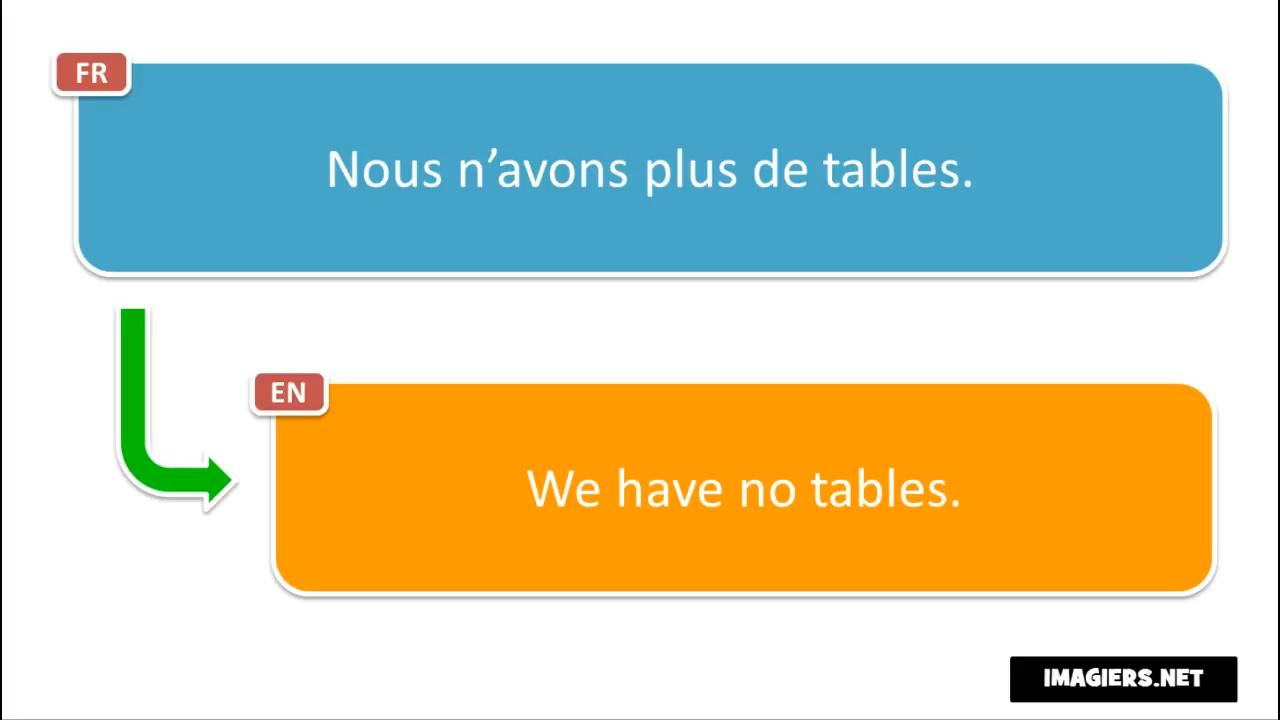 FR
Nous n’avons plus de tables.
EN
We have no tables.
IMAGIERS.NET